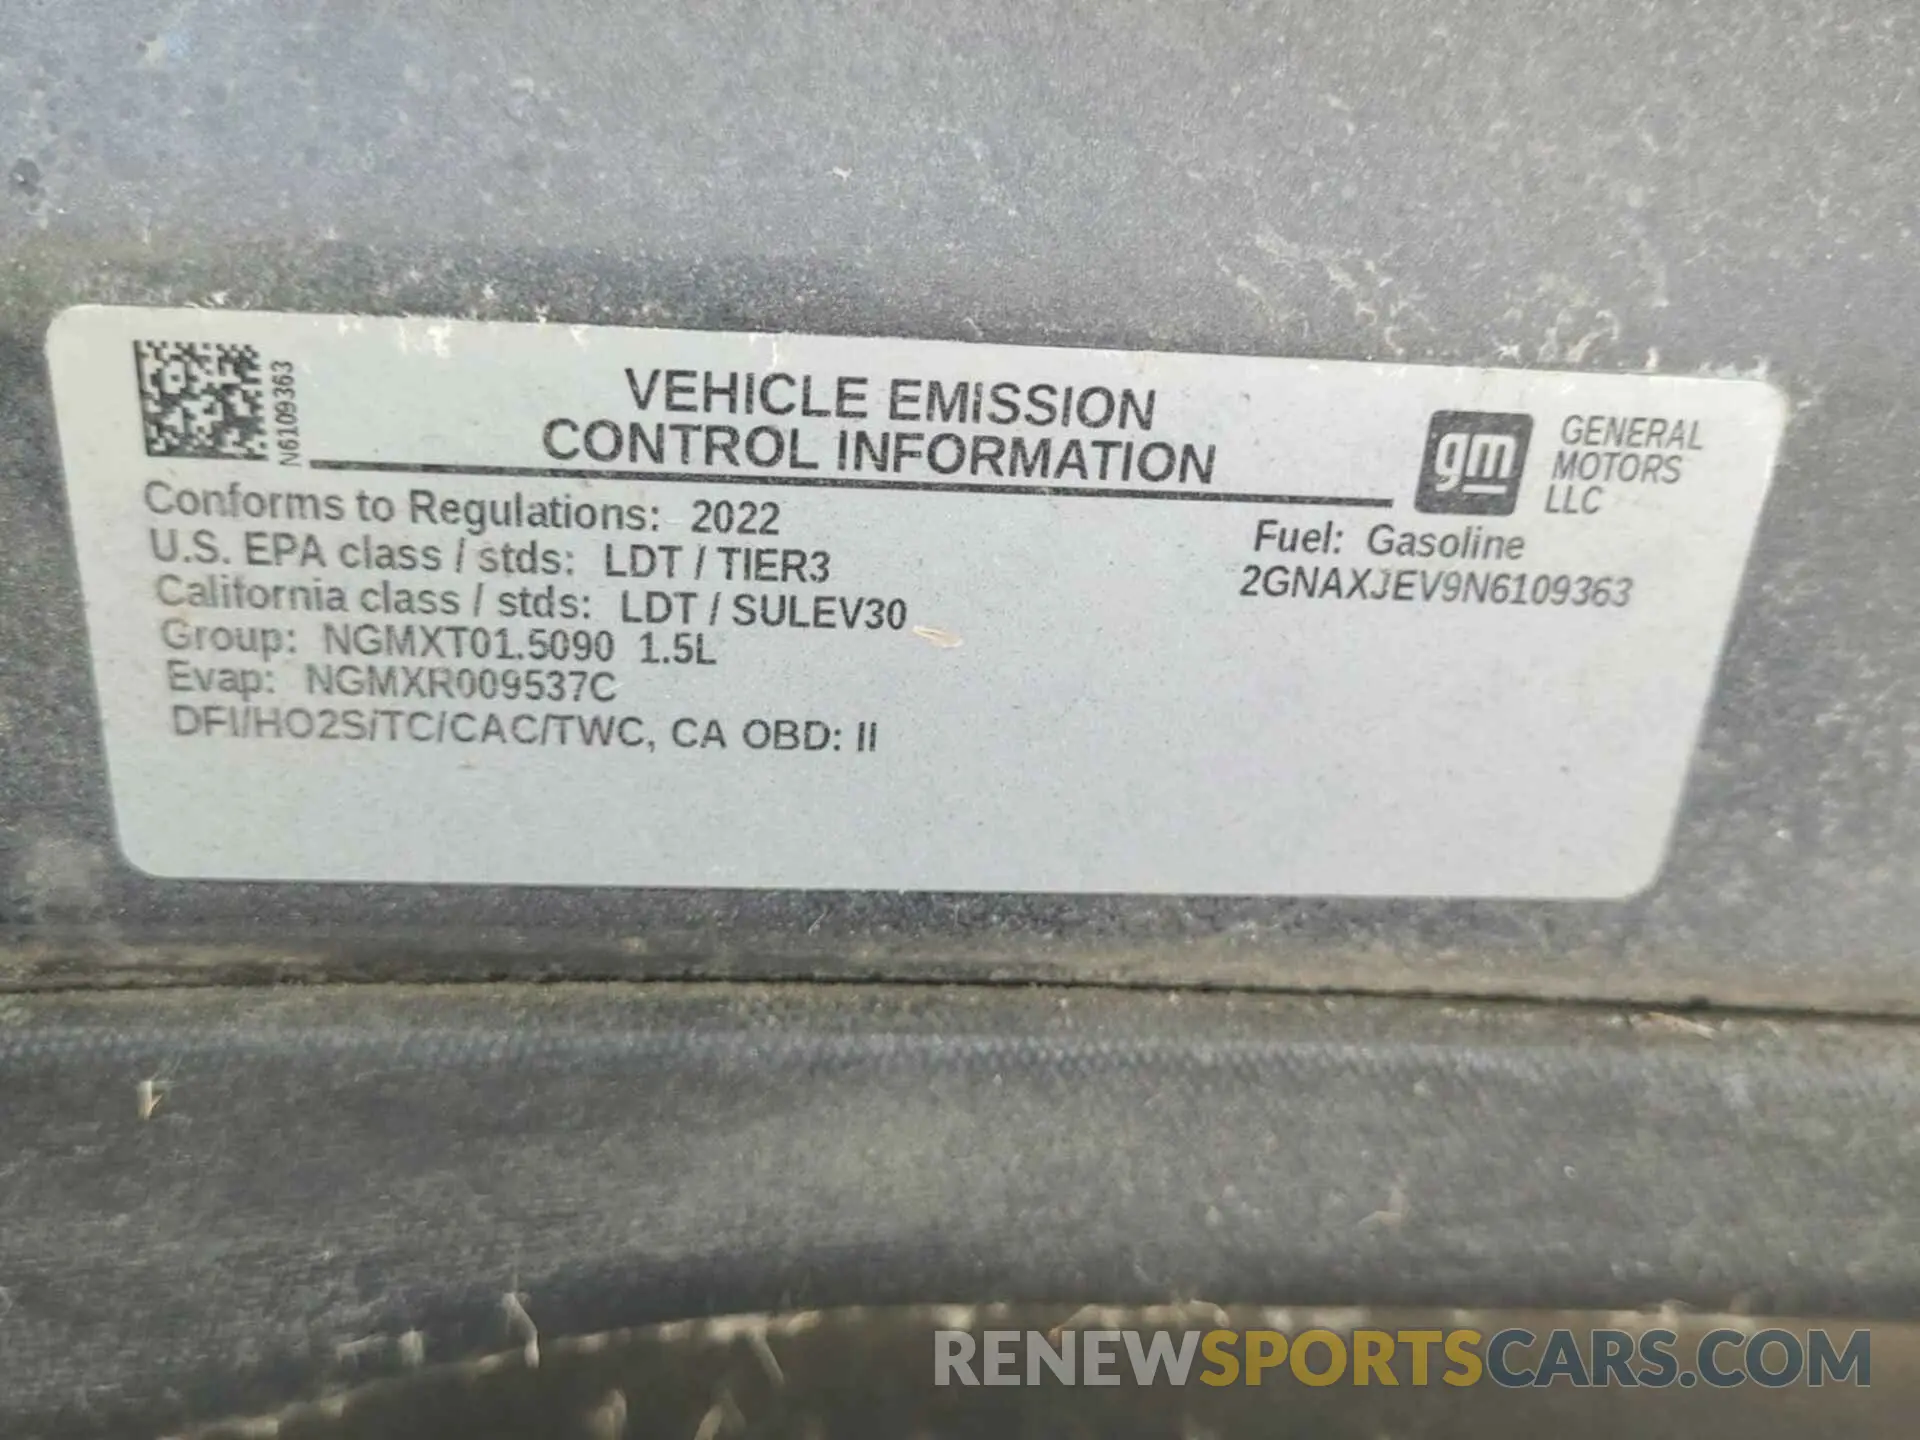 N6109363
VEHICLE EMISSION
CONTROL INFORMATION
gm
GENERAL
MOTORS
LLC
Conforms to Regulations: 2022
U.S. EPA class / stds: LDT / TIER3
California class / stds: LDT / SULEV30
Group: NGMXT01.5090 1.5L
Evap: NGMXR009537C
DFI/HO2S/TC/CAC/TWC, CA OBD: II
Fuel: Gasoline
2GNAXJEV9N6109363
RENEWSPORTSCARS.COM